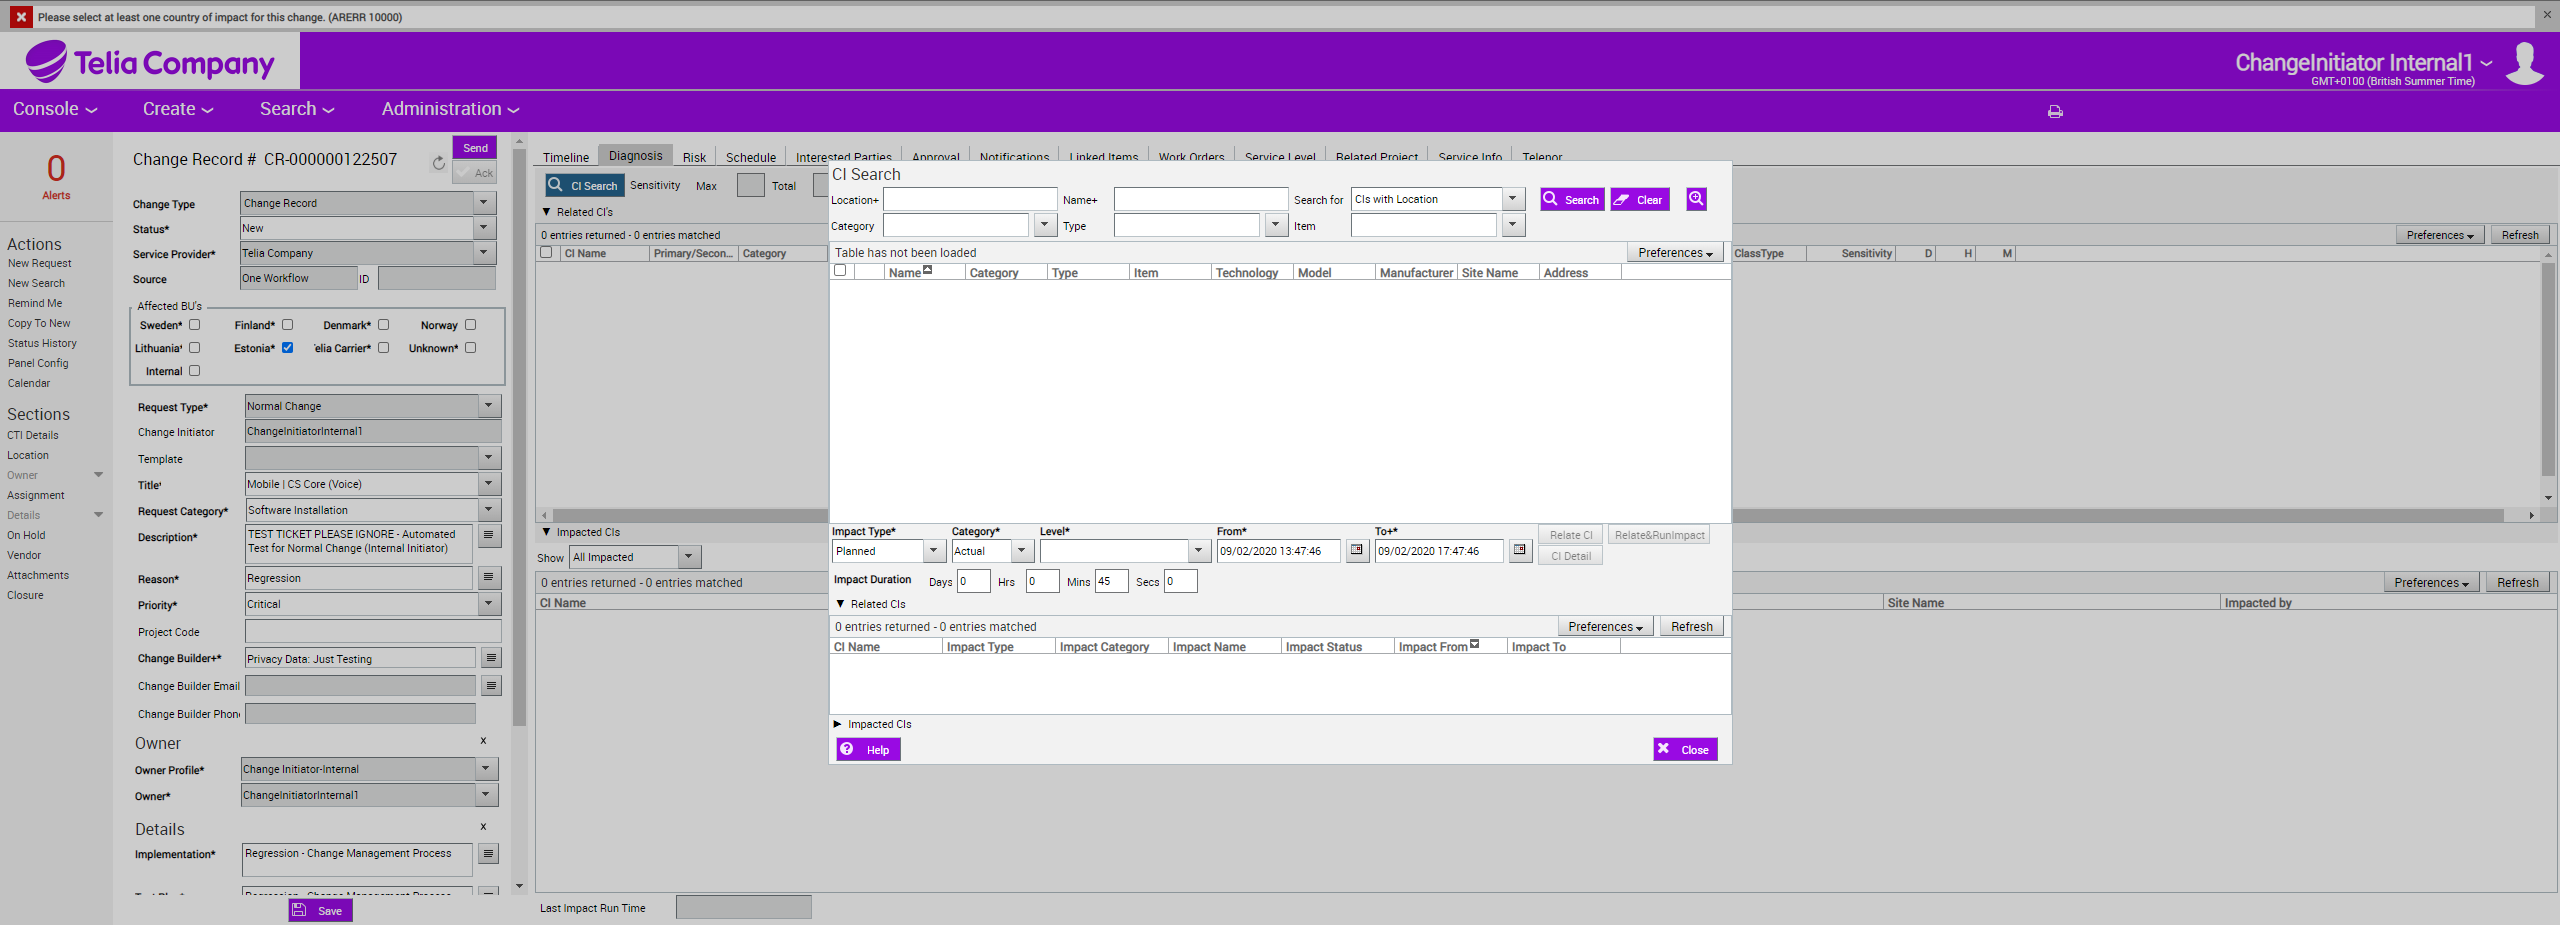 Please select at least one country of impact for this change. (ARERR 10000)
Telia Company
ChangeInitiator Internal1
GMT+0100 (British Summer Time)
Console Create Search Administration
0
Alerts
Actions
New Request
New Search
Remind Me
Copy To New
Status History
Panel Config
Calendar
Sections
CTI Details
Location
Owner
Assignment
Details
On Hold
Vendor
Attachments
Closure
Change Record # CR-000000122507
Send
Ack
Change Type Change Record
Status* New
Service Provider* Telia Company
Source One Workflow ID
Affected BU's
Sweden* Finland* Denmark* Norway
Lithuania* Estonia* elia Carrier* Unknown*
Internal
Request Type* Normal Change
Change Initiator ChangeInitiatorInternal1
Template
Title* Mobile | CS Core (Voice)
Request Category* Software Installation
Description* TEST TICKET PLEASE IGNORE - Automated
Test for Normal Change (Internal Initiator)
Reason* Regression
Priority* Critical
Project Code
Change Builder+* Privacy Data: Just Testing
Change Builder Email
Change Builder Phon
Owner x
Owner Profile* Change Initiator-Internal
Owner* ChangeInitiatorInternal1
Details x
Implementation* Regression - Change Management Process
Save
Timeline Diagnosis Risk Schedule Interested Parties Approval Notifications Linked Items Work Orders Service Level Related Project Service Info Telenor
CI Search Sensitivity Max Total
Related CI's
0 entries returned - 0 entries matched
Preferences Refresh
CI Name Primary/Secon... Category
ClassType Sensitivity D H M
Impacted CIs
Show All Impacted
0 entries returned - 0 entries matched
Preferences Refresh
CI Name
Site Name Impacted by
Last Impact Run Time
CI Search
Location+ Name+ Search for CIs with Location Search Clear
Category Type Item
Table has not been loaded Preferences
Name Category Type Item Technology Model Manufacturer Site Name Address
Impact Type* Category* Level* From* To+*
Planned Actual 09/02/2020 13:47:46 09/02/2020 17:47:46
Relate CI Relate&RunImpact
CI Detail
Impact Duration Days 0 Hrs 0 Mins 45 Secs 0
Related CIs
0 entries returned - 0 entries matched Preferences Refresh
CI Name Impact Type Impact Category Impact Name Impact Status Impact From Impact To
Impacted CIs
Help Close